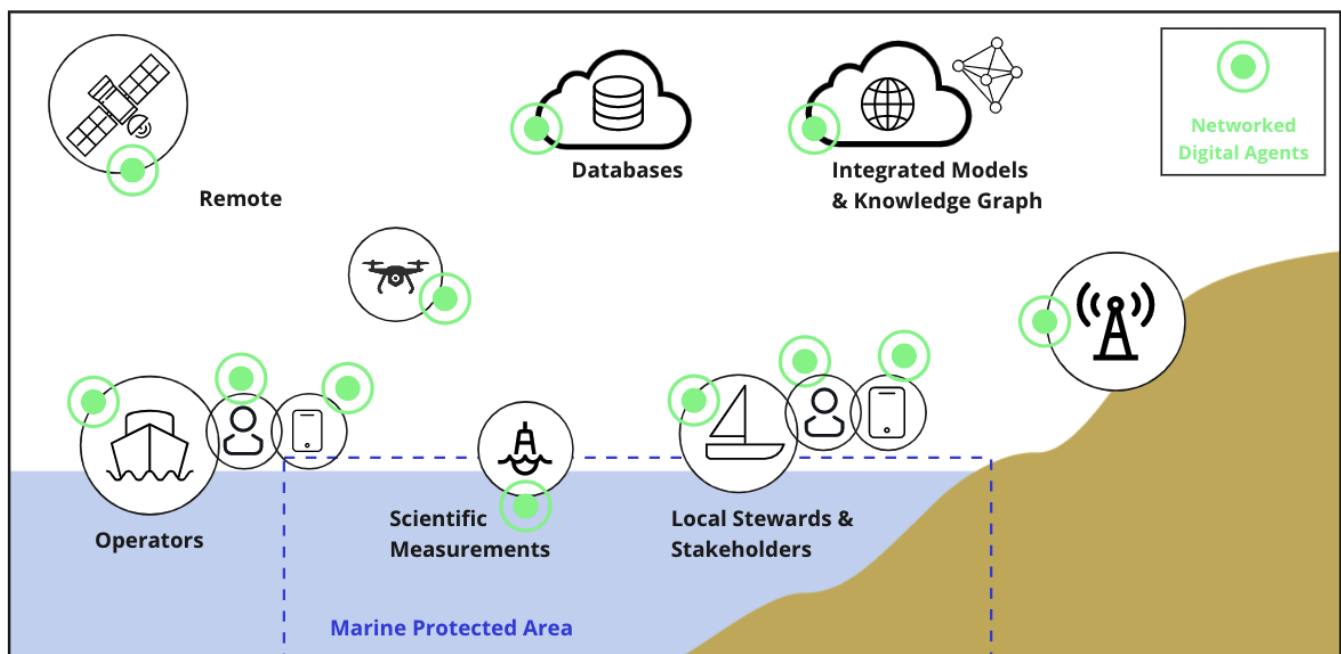 Networked
Digital Agents
Databases
Integrated Models
& Knowledge Graph
Remote
Operators
Scientific
Measurements
Local Stewards &
Stakeholders
Marine Protected Area